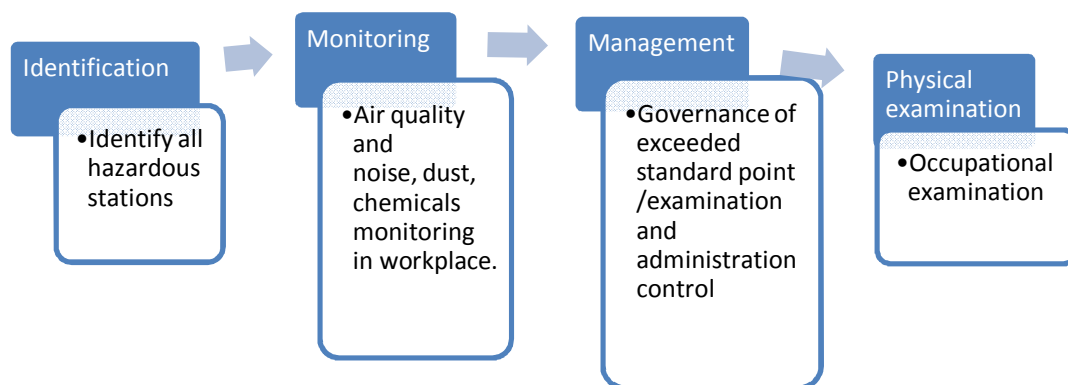 Identification
•Identify all
hazardous
stations
Monitoring
•Air quality
and
noise, dust,
chemicals
monitoring
in workplace.
Management
•Governance of
exceeded
standard point
/examination
and
administration
control
Physical
examination
•Occupational
examination